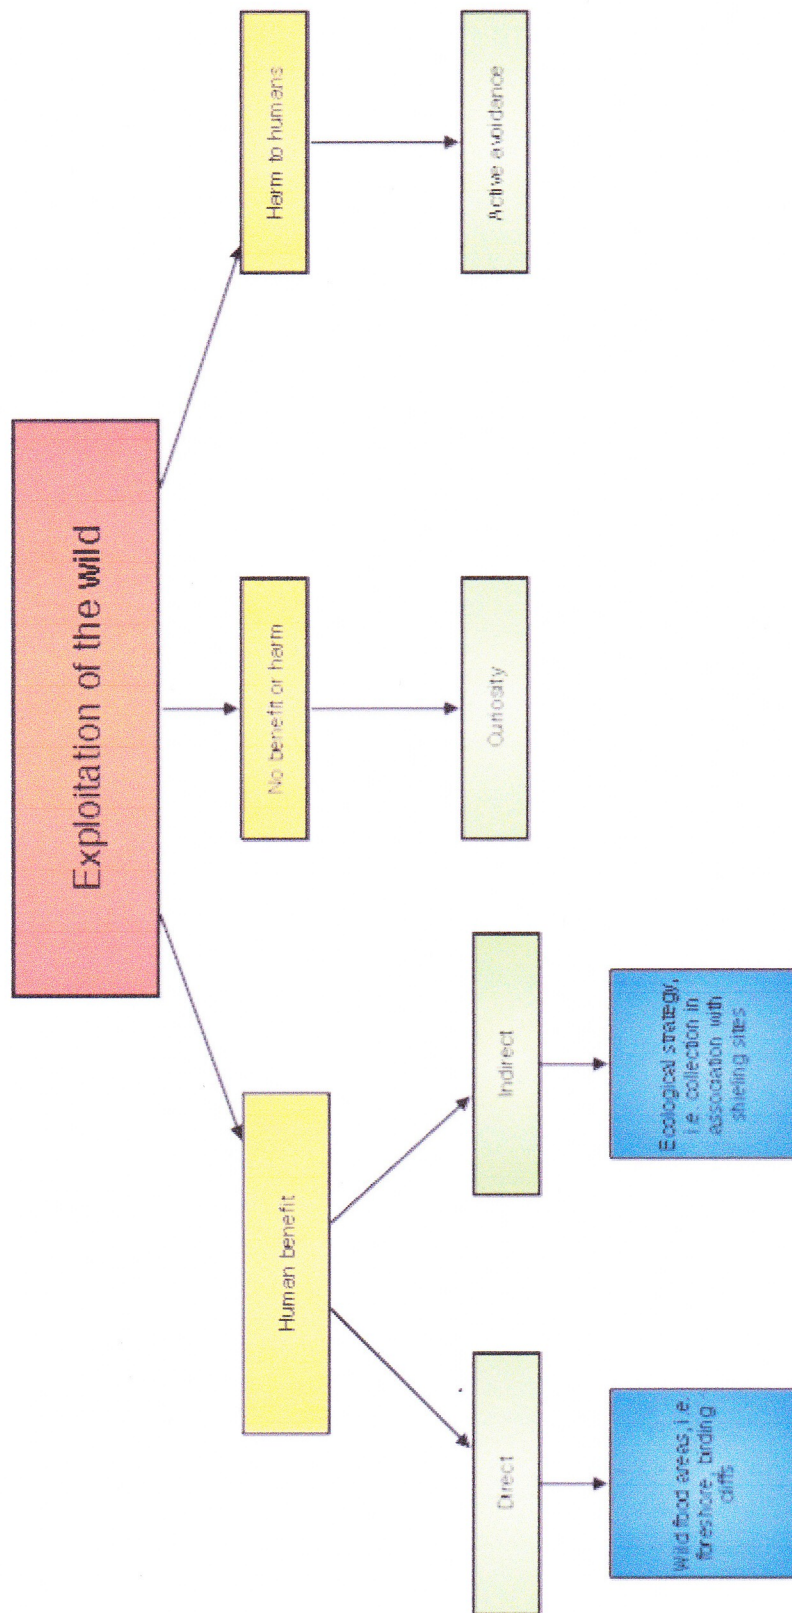 Exploitation of the wild
Human benefit
No benefit or harm
Harm to humans
Direct
Indirect
Curiosity
Active avoidance
Wild food areas, i.e.
foreshore, birding
cliffs
Ecological strategy,
i.e. collection in
association with
shieling sites